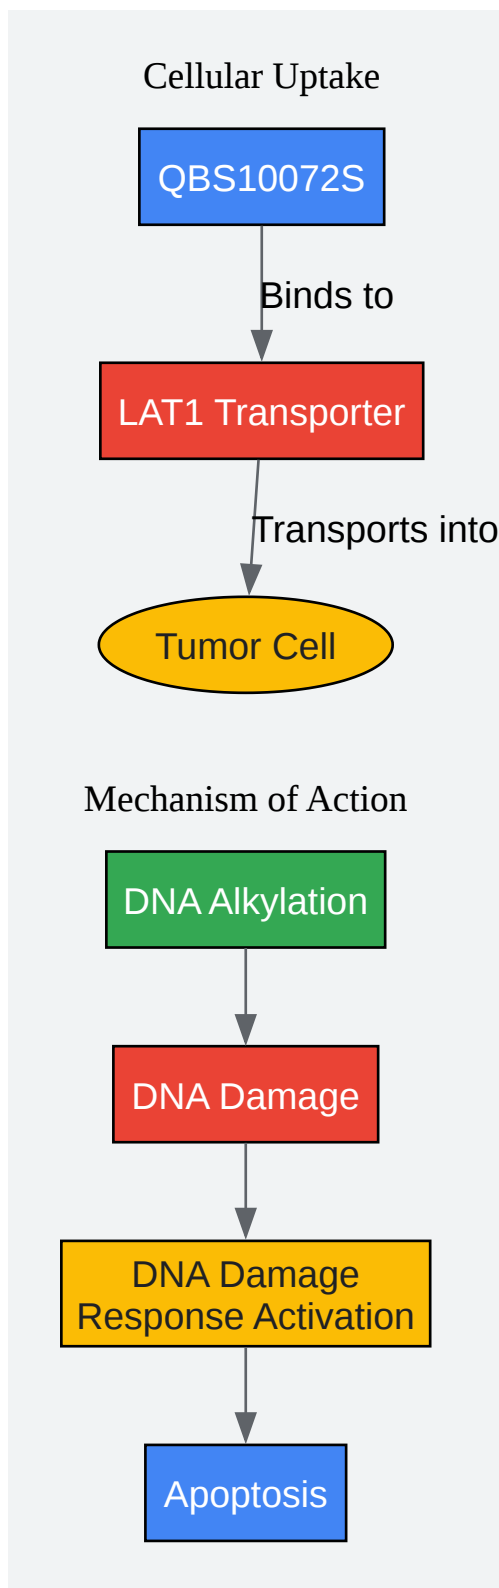 Cellular Uptake
QBS10072S
Binds to
LAT1 Transporter
Transports into
Tumor Cell
Mechanism of Action
DNA Alkylation
DNA Damage
DNA Damage
Response Activation
Apoptosis